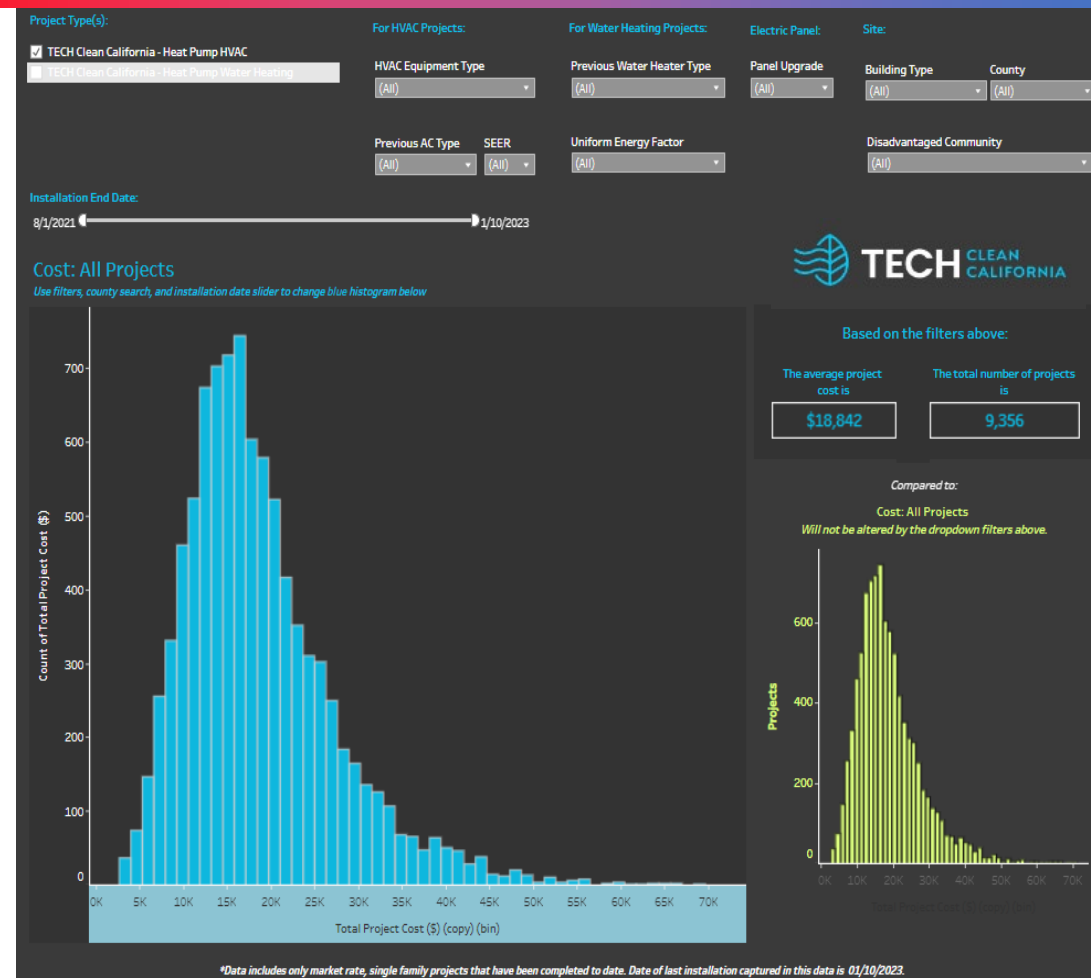 Project Type(s):
TECH Clean California - Heat Pump HVAC
TECH Clean California - Heat Pump Water Heating
For HVAC Projects:
For Water Heating Projects:
Electric Panel:
Site:
HVAC Equipment Type
Previous Water Heater Type
Panel Upgrade
Building Type
County
(All)
(All)
(All)
(All)
(All)
Previous AC Type
SEER
Uniform Energy Factor
Disadvantaged Community
(All)
(All)
(All)
(All)
Installation End Date:
8/1/2021
1/10/2023
Cost: All Projects
Use filters, county search, and installation date slider to change blue histogram below
TECH CLEAN
CALIFORNIA
Count of Total Project Cost ($)
700
600
500
400
300
200
100
0
0K 5K 10K 15K 20K 25K 30K 35K 40K 45K 50K 55K 60K 65K 70K
Total Project Cost ($) (copy) (bin)
Based on the filters above:
The average project
cost is
$18,842
The total number of projects
is
9,356
Compared to:
Cost: All Projects
Will not be altered by the dropdown filters above.
Projects
600
400
200
0
0K 10K 20K 30K 40K 50K 60K 70K
Total Project Cost ($) (copy) (bin)
*Data includes only market rate, single family projects that have been completed to date. Date of last installation captured in this data is 01/10/2023.